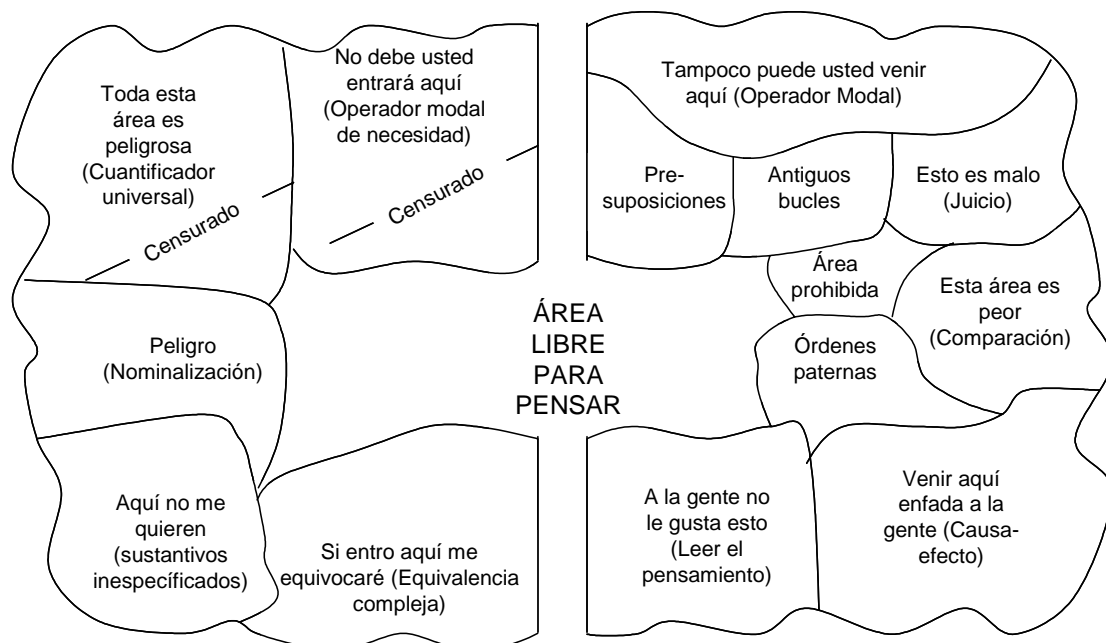 Toda esta
área es
peligrosa
(Cuantificador
universal)
Censurado
No debe usted
entrará aquí
(Operador modal
de necesidad)
Censurado
Tampoco puede usted venir
aquí (Operador Modal)
Pre-
suposiciones
Antiguos
bucles
Esto es malo
(Juicio)
Área
prohibida
Esta área es
peor
(Comparación)
Peligro
(Nominalización)
ÁREA
LIBRE
PARA
PENSAR
Órdenes
paternas
Aquí no me
quieren
(sustantivos
inespecíficados)
Si entro aquí me
equivocaré (Equivalencia
compleja)
A la gente no
le gusta esto
(Leer el
pensamiento)
Venir aquí
enfada a la
gente (Causa-
efecto)